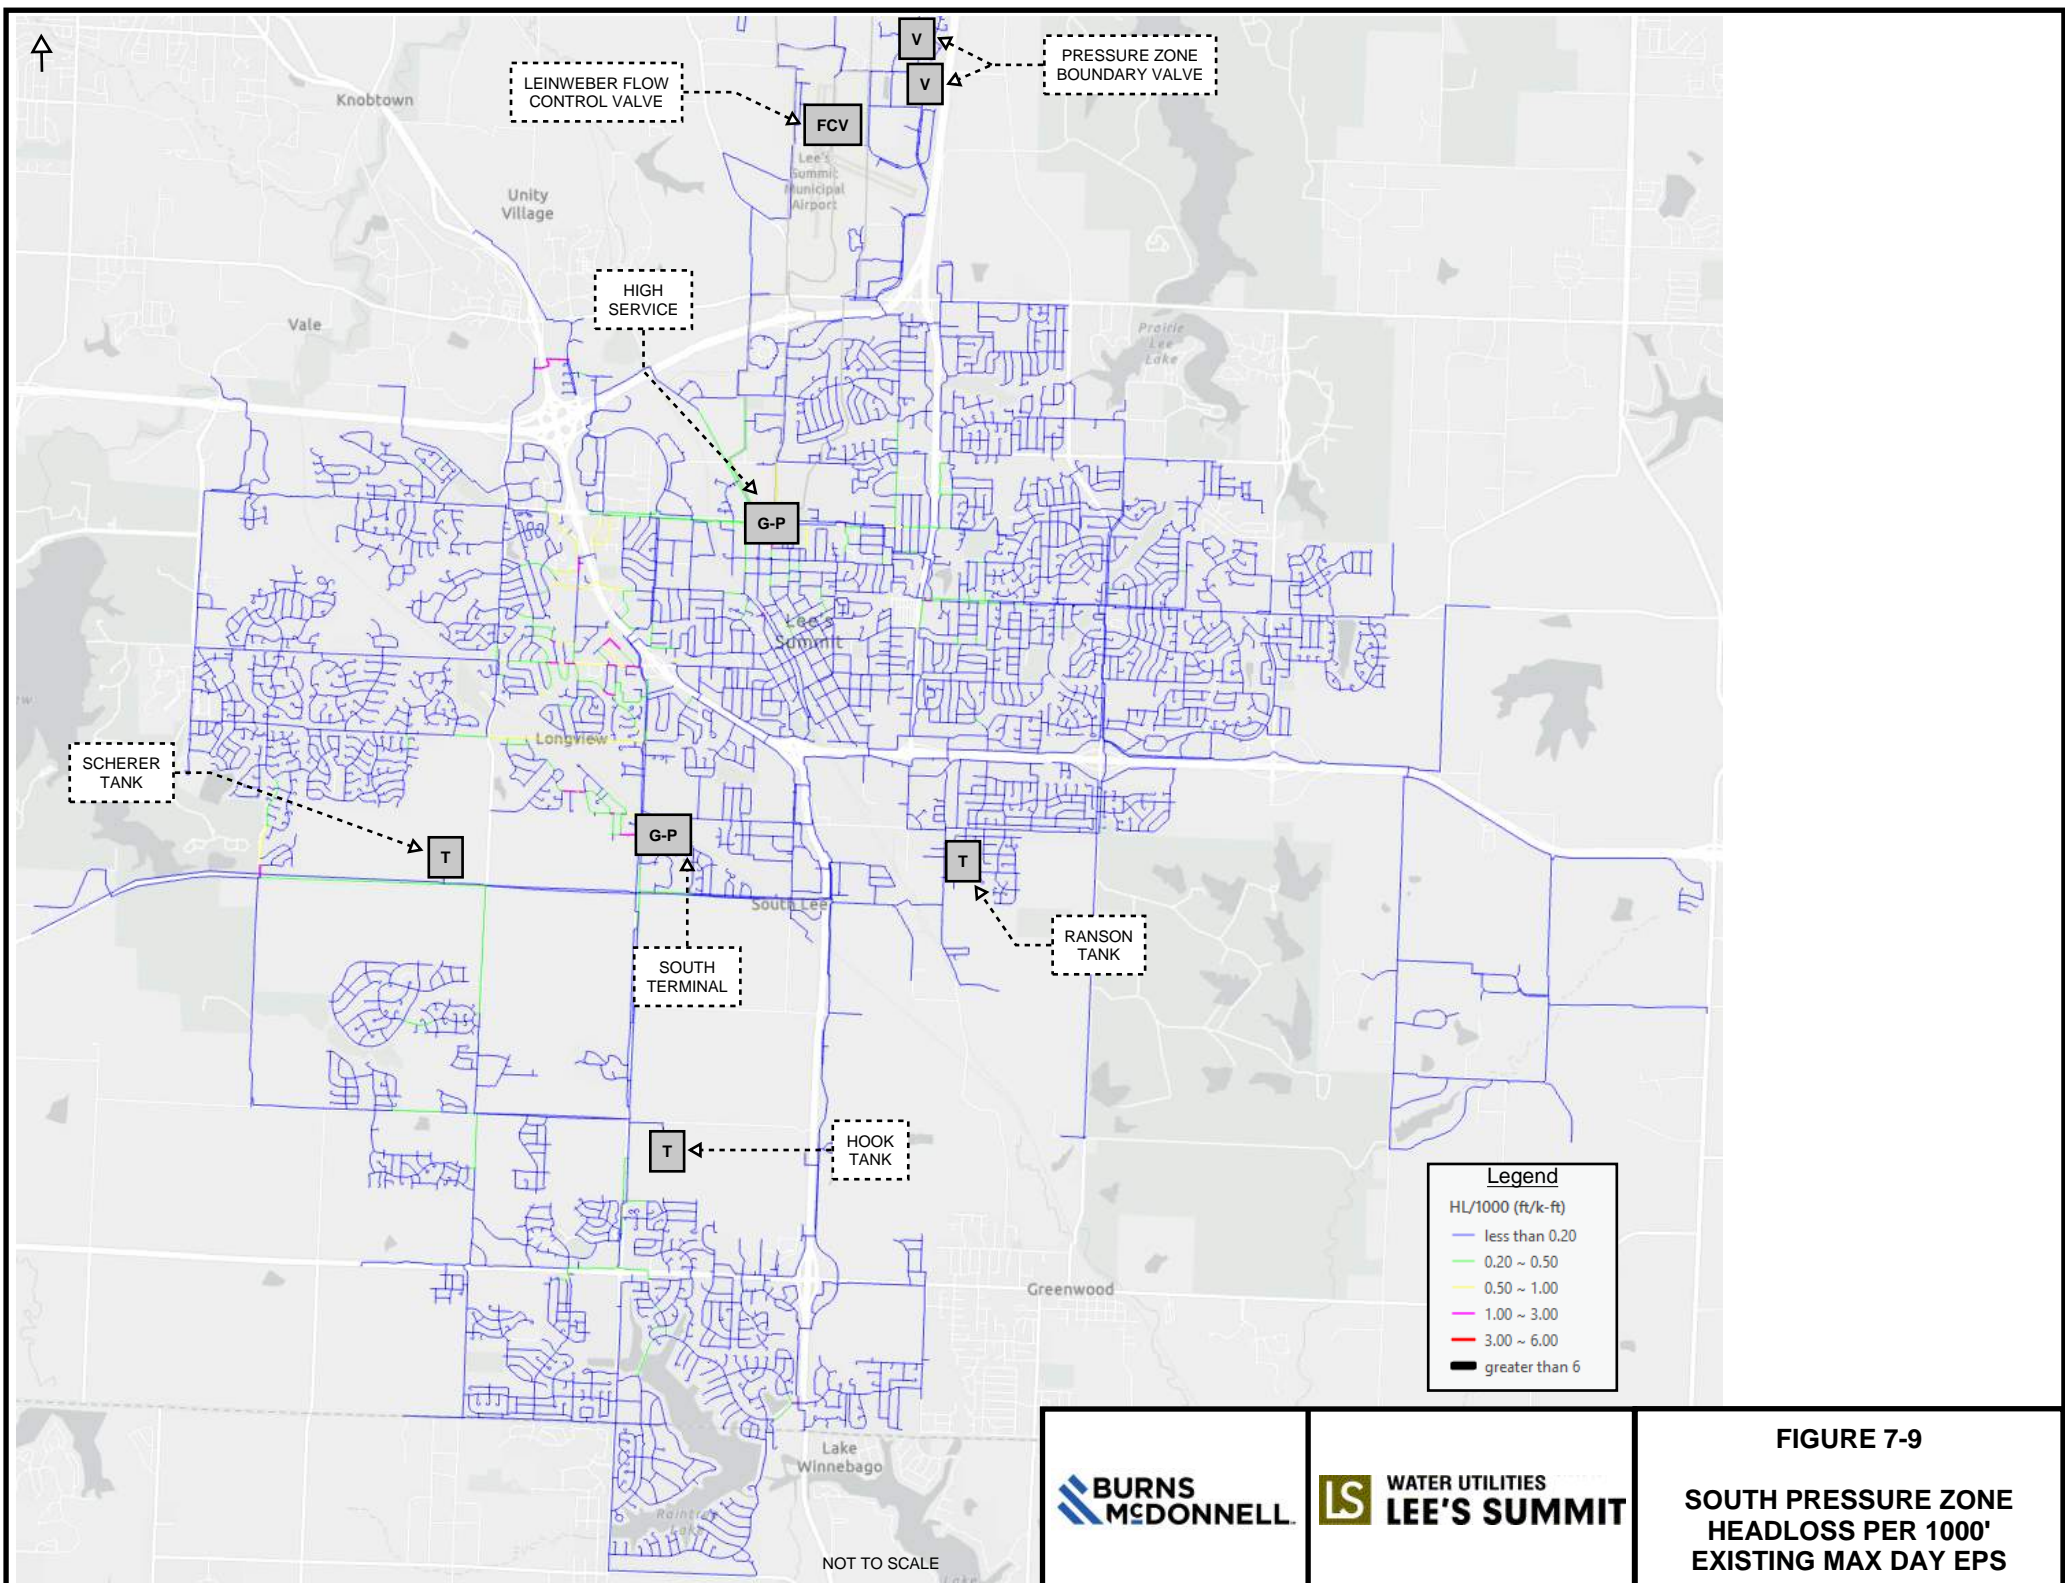 V
PRESSURE ZONE
BOUNDARY VALVE
V
LEINWEBER FLOW
CONTROL VALVE
Knobtown
FCV
Lee's
Summit
Municipal
Airport
Unity
Village
HIGH
SERVICE
Vale
Prairie
Lee
Lake
G-P
Lee's
Summit
Longview
SCHERER
TANK
G-P
T
T
South Lee
RANSON
TANK
SOUTH
TERMINAL
HOOK
TANK
T
Legend
HL/1000 (ft/k-ft)
less than 0.20
0.20 ~ 0.50
0.50 ~ 1.00
1.00 ~ 3.00
3.00 ~ 6.00
greater than 6
Greenwood
Lake
Winnebago
Lake
NOT TO SCALE
Lake
BURNS
McDONNELL
LS
WATER UTILITIES
LEE'S SUMMIT
FIGURE 7-9
SOUTH PRESSURE ZONE
HEADLOSS PER 1000'
EXISTING MAX DAY EPS